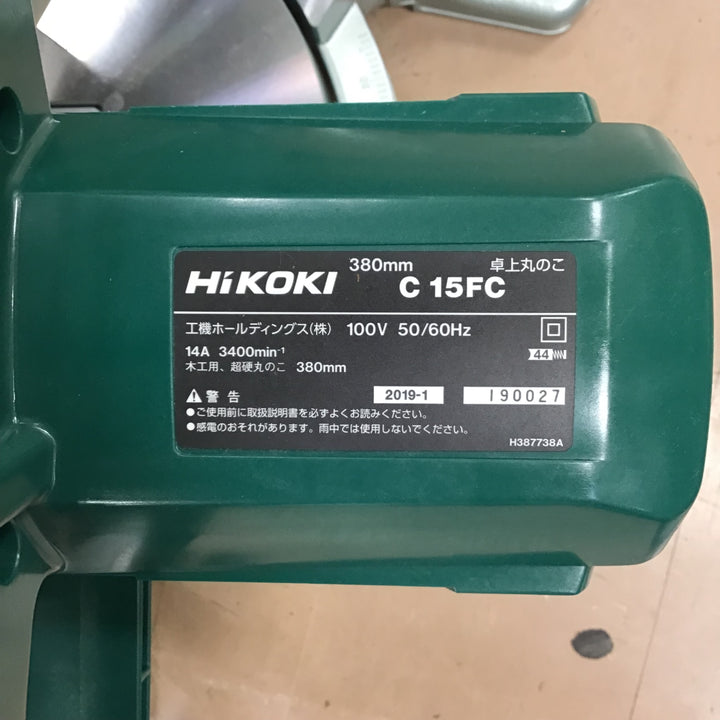 380mm 卓上丸のこ
HiKOKI C 15FC
工機ホールディングス(株) 100V 50/60Hz
14A 3400min-1 44
木工用、超硬丸のこ 380mm
警告 2019-1 190027
●ご使用前に取扱説明書を必ずよくお読みください。
●感電のおそれがあります。雨中では使用しないでください。
H387738A